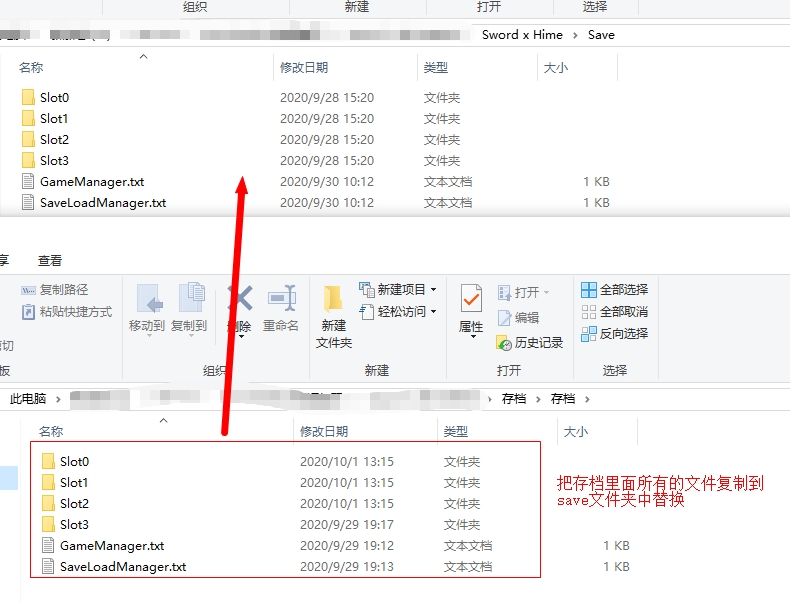 组织 新建 打开 选择
Sword x Hime › Save
名称 修改日期 类型 大小
Slot0 2020/9/28 15:20 文件夹
Slot1 2020/9/28 15:20 文件夹
Slot2 2020/9/28 15:20 文件夹
Slot3 2020/9/28 15:20 文件夹
GameManager.txt 2020/9/30 10:12 文本文档 1 KB
SaveLoadManager.txt 2020/9/30 10:12 文本文档 1 KB
享 查看
复制路径
粘贴快捷方式
剪切
板
移动到 复制到 删除 重命名
组织
新建
文件夹
新建项目
轻松访问
新建
属性
打开
编辑
历史记录
打开
全部选择
全部取消
反向选择
选择
此电脑 › › 存档 › 存档 ›
名称 修改日期 类型 大小
Slot0 2020/10/1 13:15 文件夹
Slot1 2020/10/1 13:15 文件夹
Slot2 2020/10/1 13:15 文件夹
Slot3 2020/9/29 19:17 文件夹
GameManager.txt 2020/9/29 19:12 文本文档 1 KB
SaveLoadManager.txt 2020/9/29 19:13 文本文档 1 KB
把存档里面所有的文件复制到
save文件夹中替换